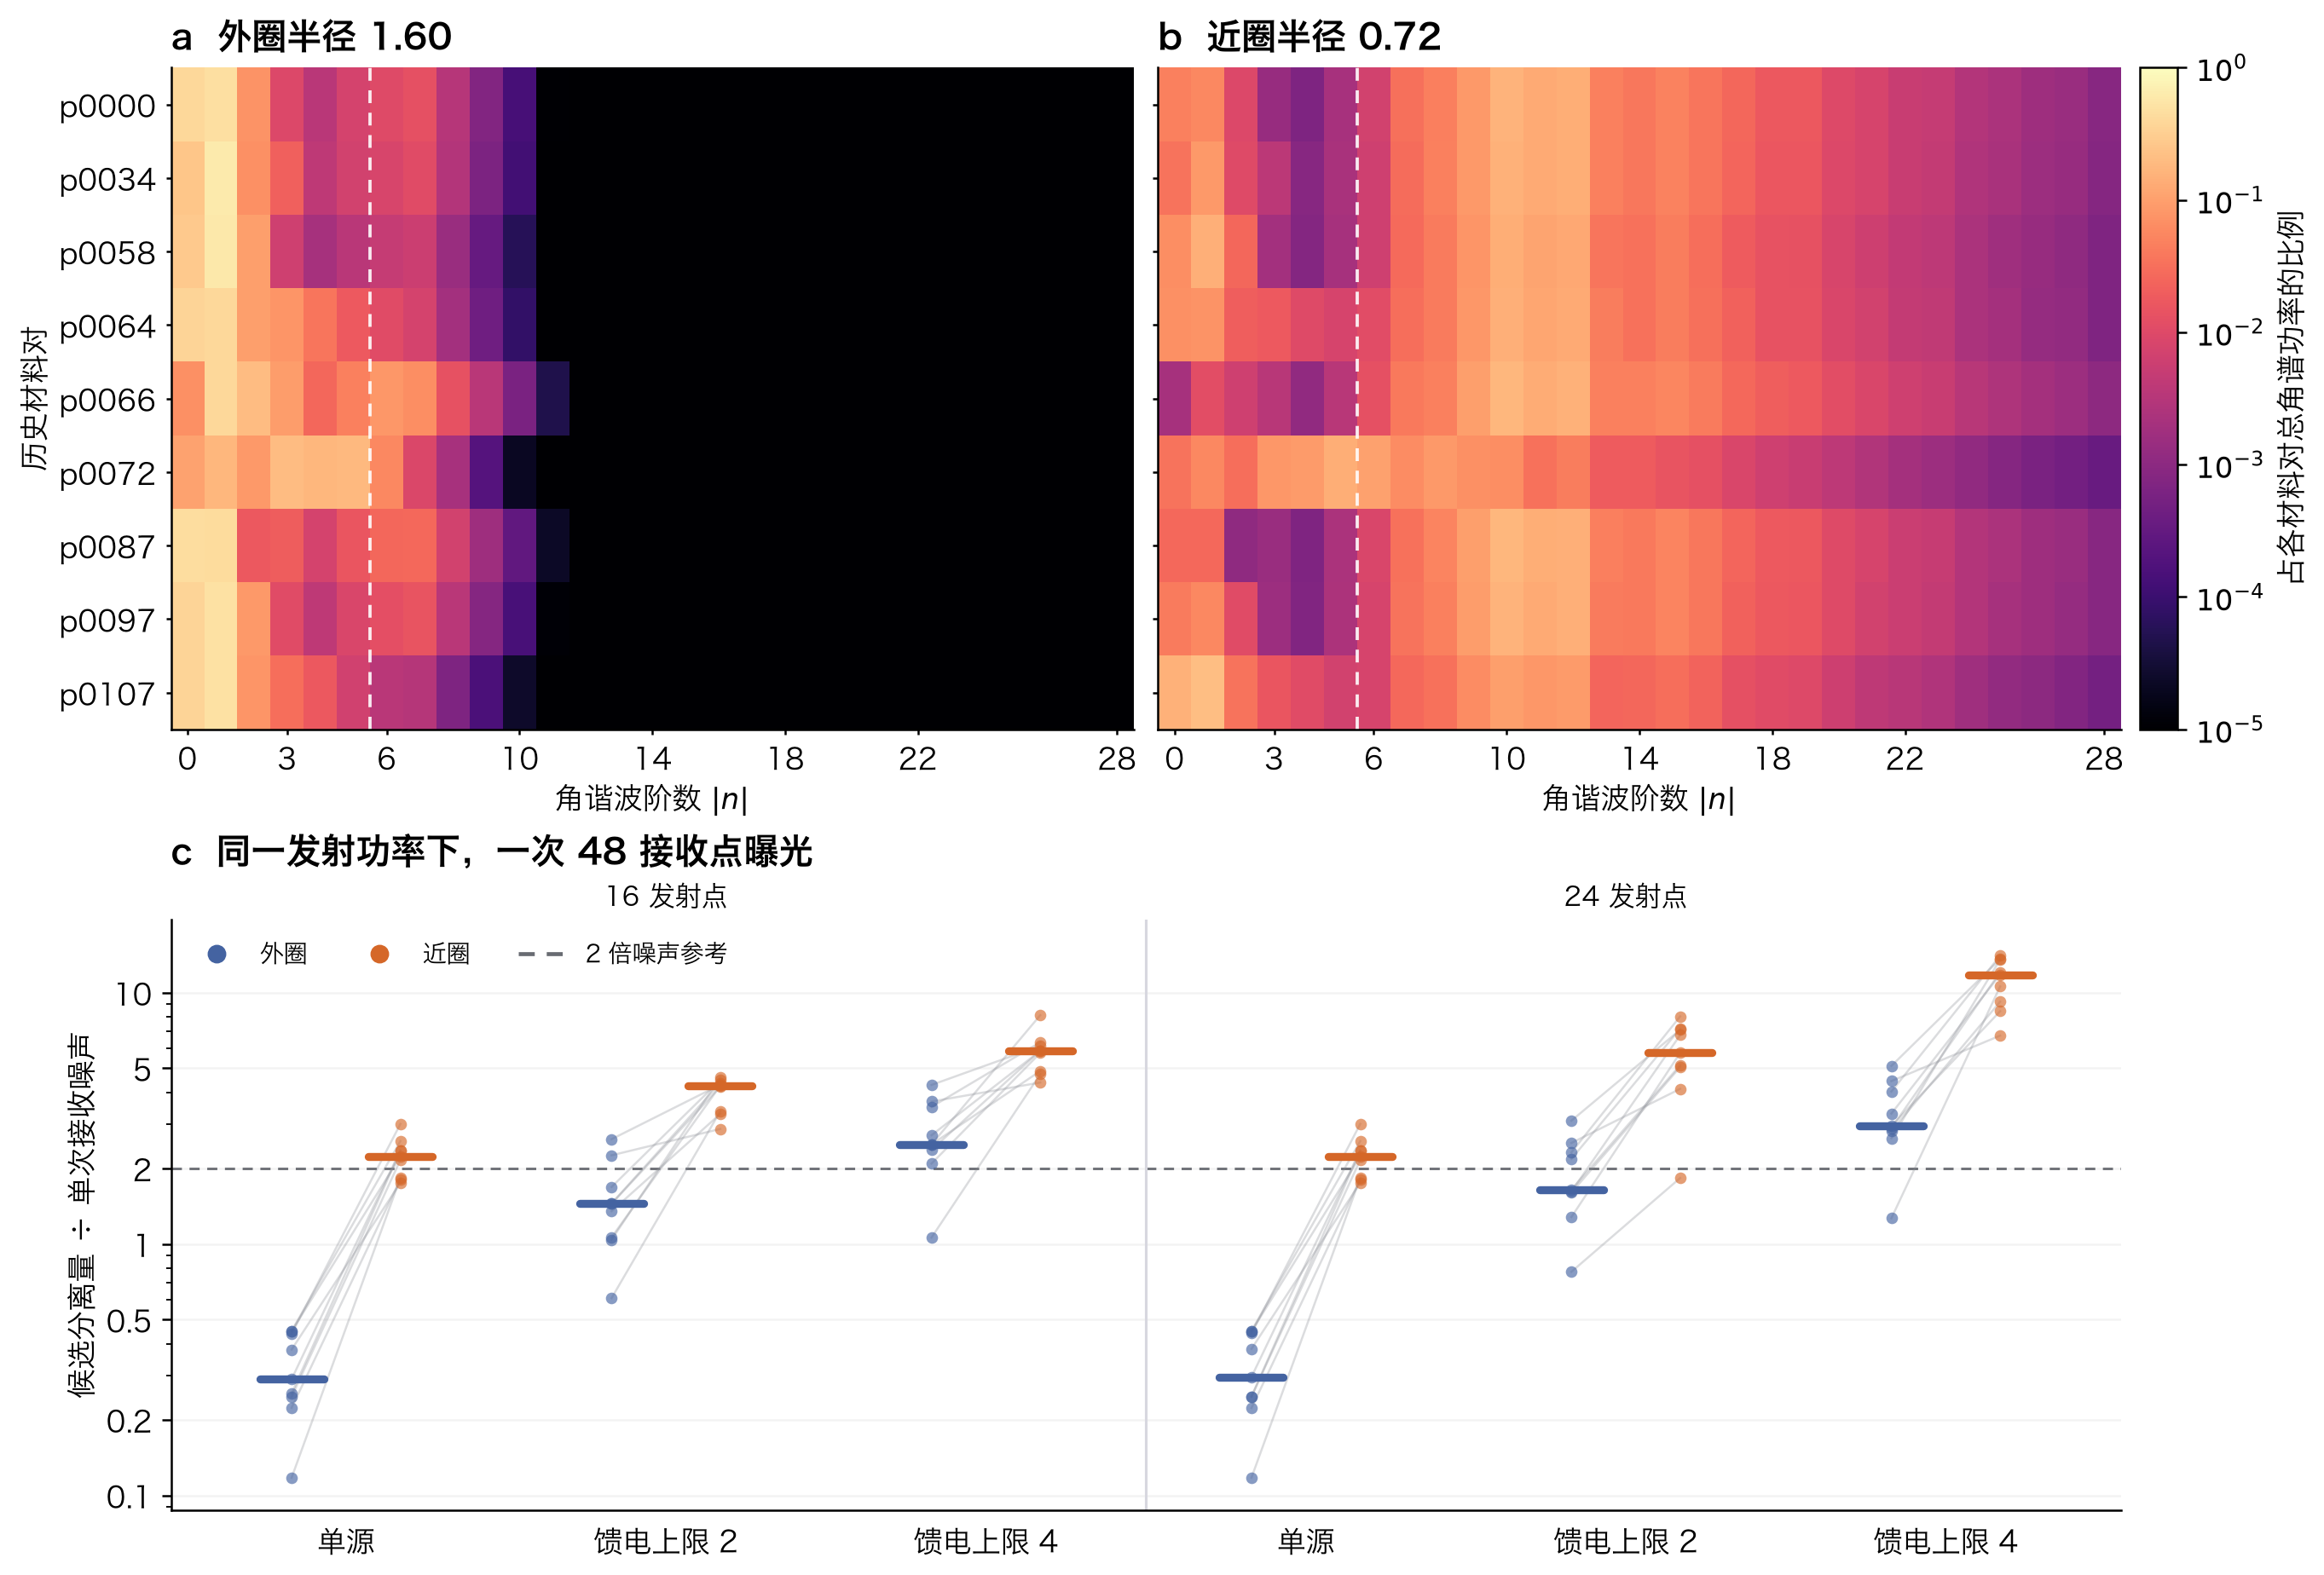 a 外圈半径 1.60
p0000
p0034
p0058
p0064
p0066
p0072
p0087
p0097
p0107
历史材料对
0 3 6 10 14 18 22 28
角谐波阶数 |n|
b 近圈半径 0.72
0 3 6 10 14 18 22 28
角谐波阶数 |n|
10⁰
10⁻¹
10⁻²
10⁻³
10⁻⁴
10⁻⁵
占各材料对总角谱功率的比例
c 同一发射功率下，一次 48 接收点曝光
16 发射点
24 发射点
外圈 近圈 2 倍噪声参考
10
5
2
1
0.5
0.2
0.1
候选分离量 ÷ 单次接收噪声
单源 馈电上限 2 馈电上限 4 单源 馈电上限 2 馈电上限 4